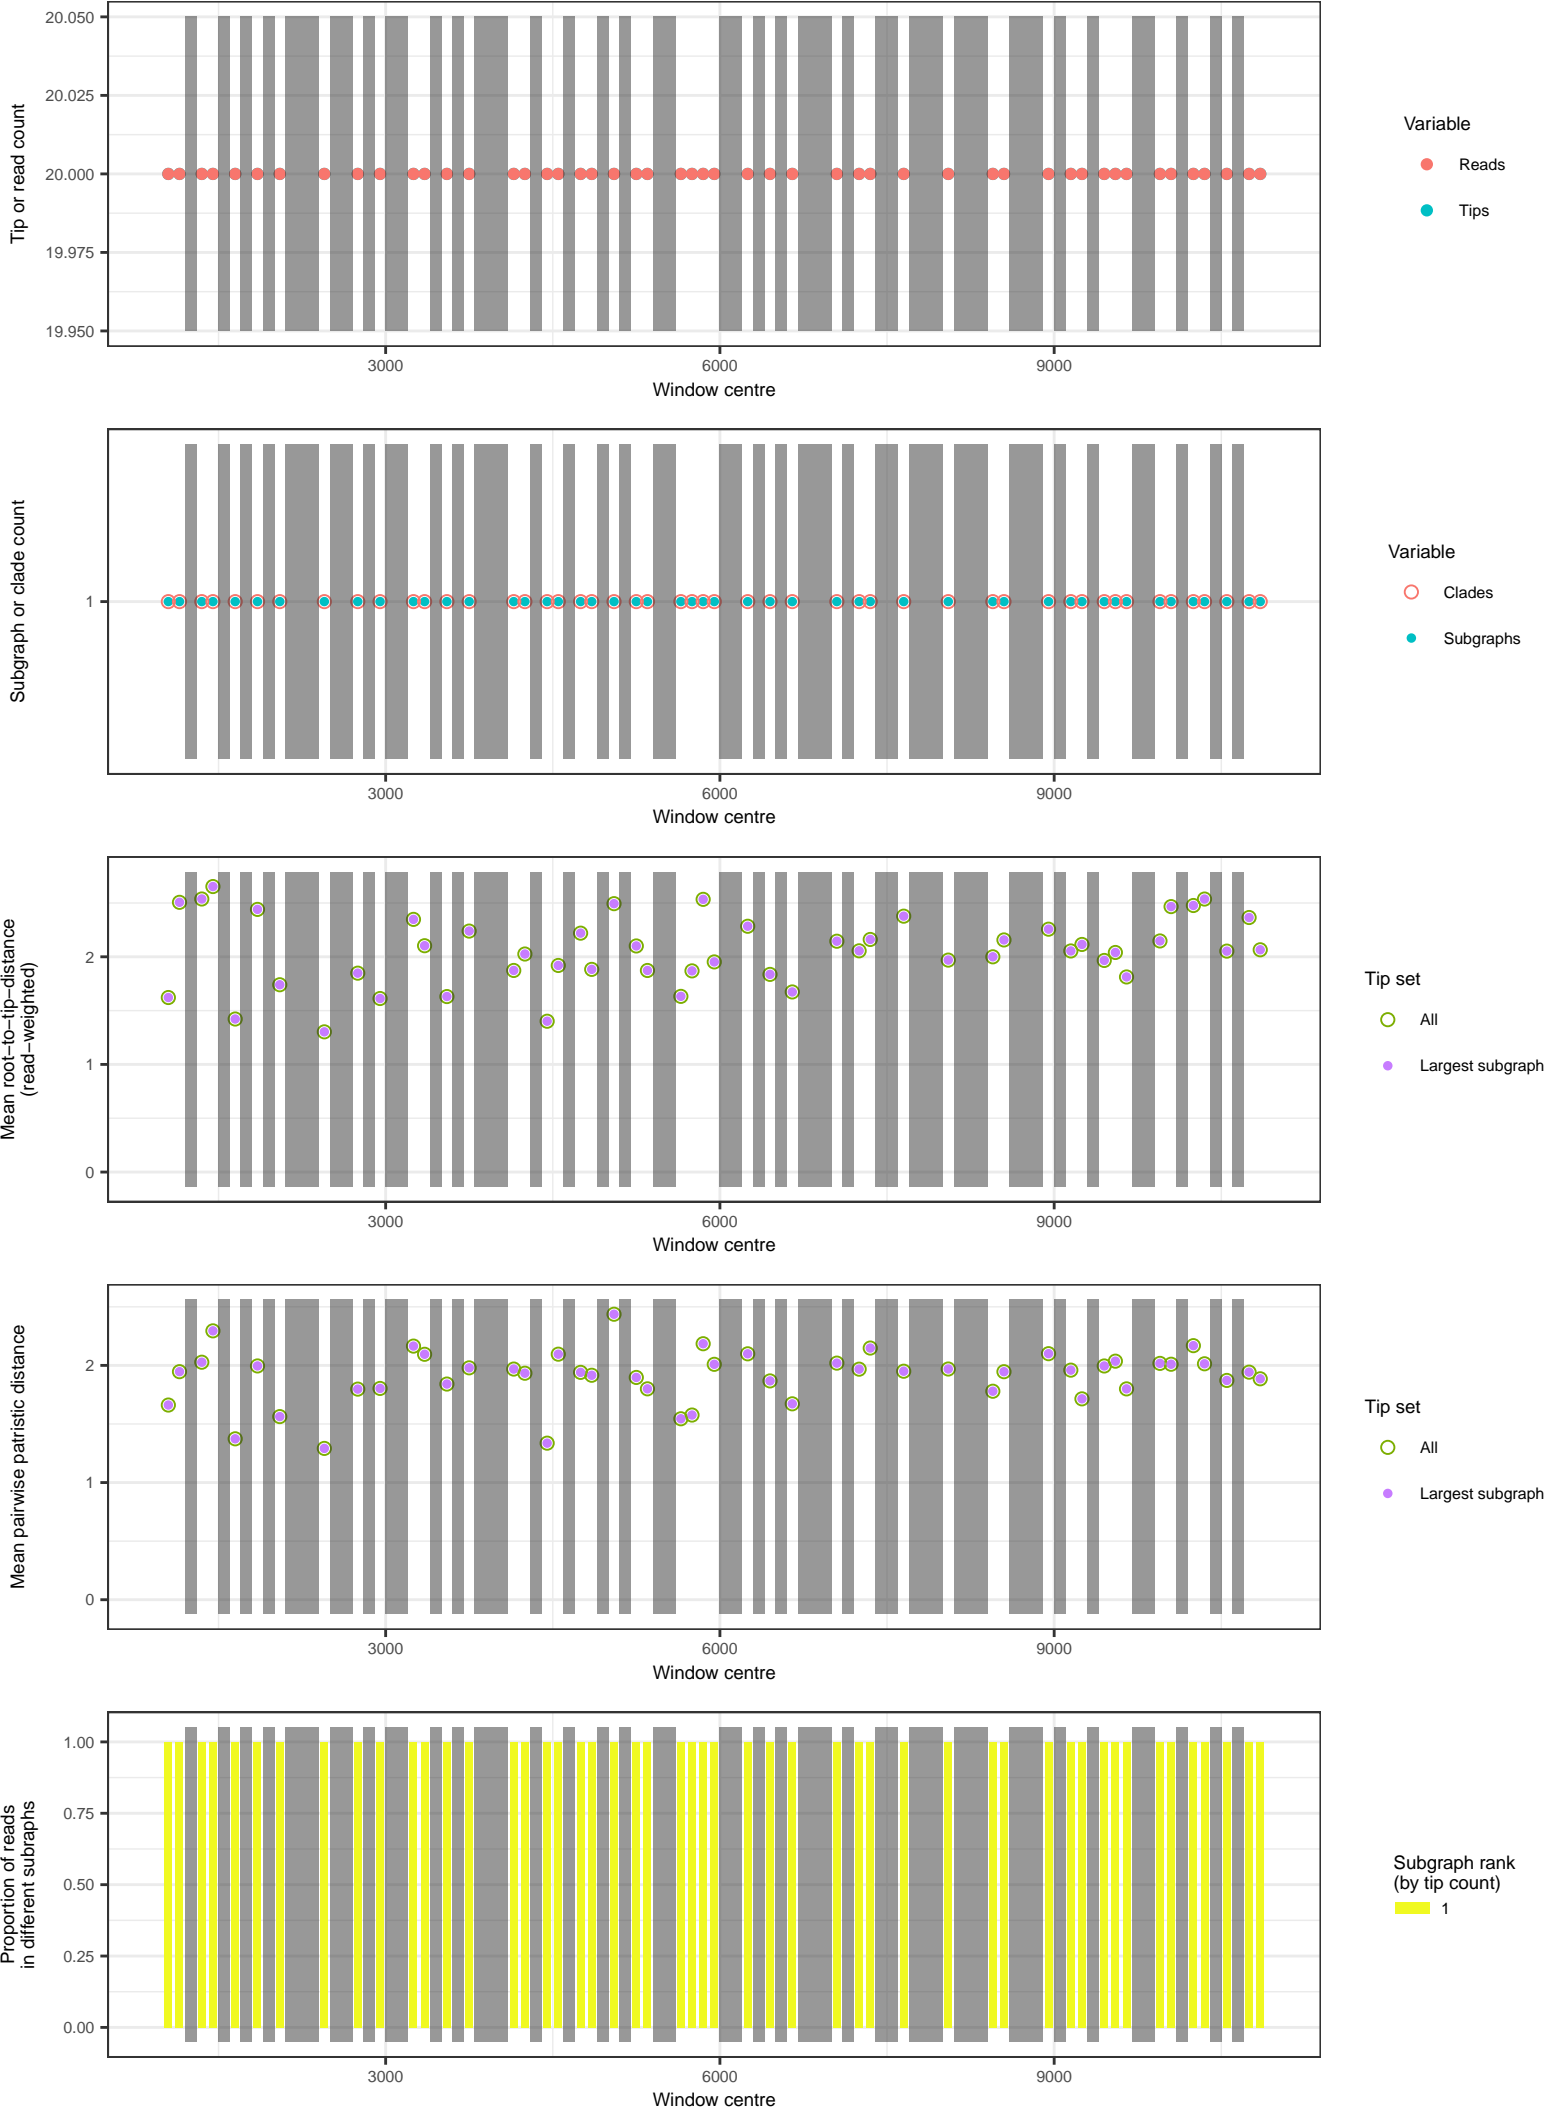 20.050
20.025
20.000
19.975
19.950
Tip or read count
3000
6000
9000
Window centre
Variable
Reads
Tips
1
Subgraph or clade count
3000
6000
9000
Window centre
Variable
Clades
Subgraphs
2
1
0
Mean root−to−tip−distance
(read−weighted)
3000
6000
9000
Window centre
Tip set
All
Largest subgraph
2
1
0
Mean pairwise patristic distance
3000
6000
9000
Window centre
Tip set
All
Largest subgraph
1.00
0.75
0.50
0.25
0.00
Proportion of reads
in different subraphs
3000
6000
9000
Window centre
Subgraph rank
(by tip count)
1